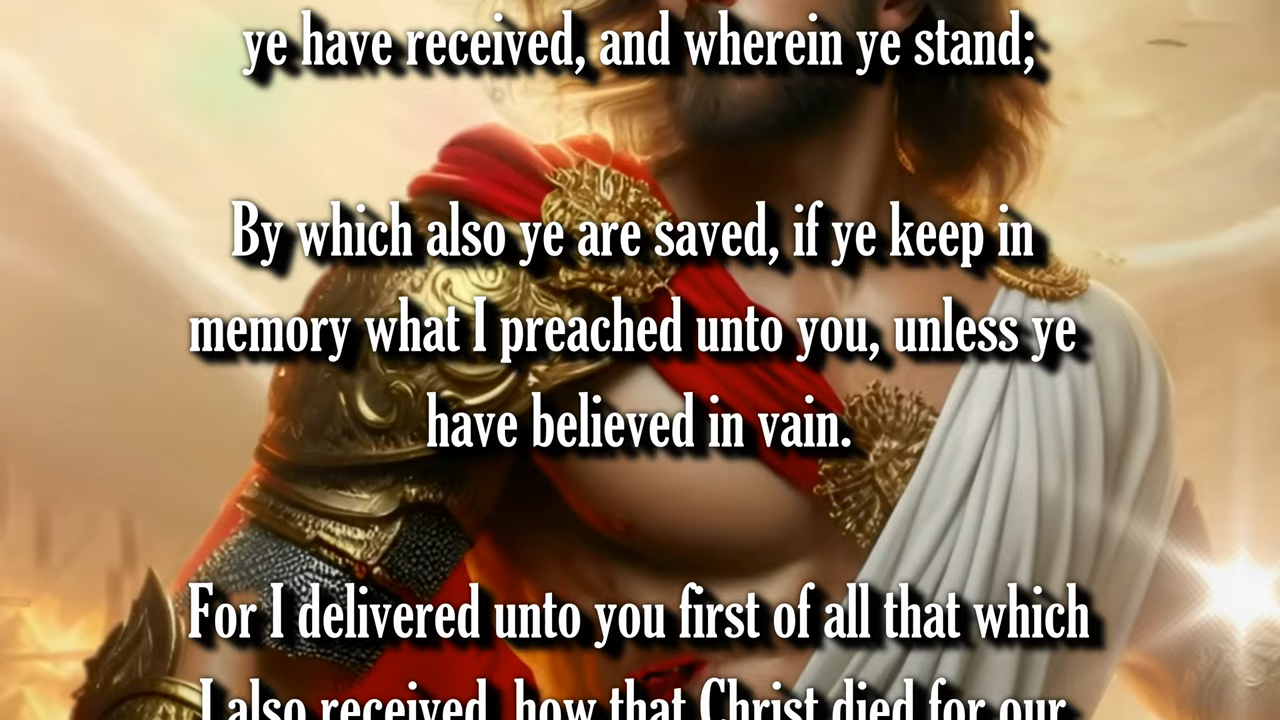 ye have received, and wherein ye stand;
By which also ye are saved, if ye keep in
memory what I preached unto you, unless ye
have believed in vain.
For I delivered unto you first of all that which
I also received, how that Christ died for our